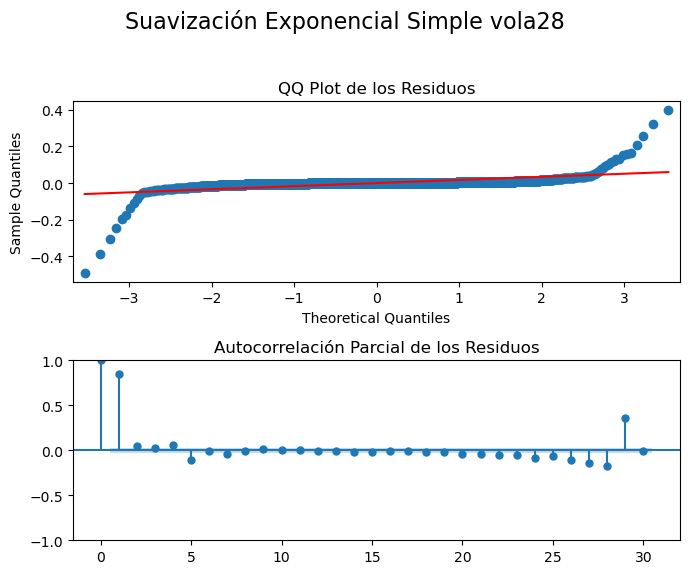 Suavización Exponencial Simple vola28
QQ Plot de los Residuos
0.4
0.2
0.0
−0.2
−0.4
Sample Quantiles
−3 −2 −1 0 1 2 3
Theoretical Quantiles
Autocorrelación Parcial de los Residuos
1.0
0.5
0.0
−0.5
−1.0
0 5 10 15 20 25 30